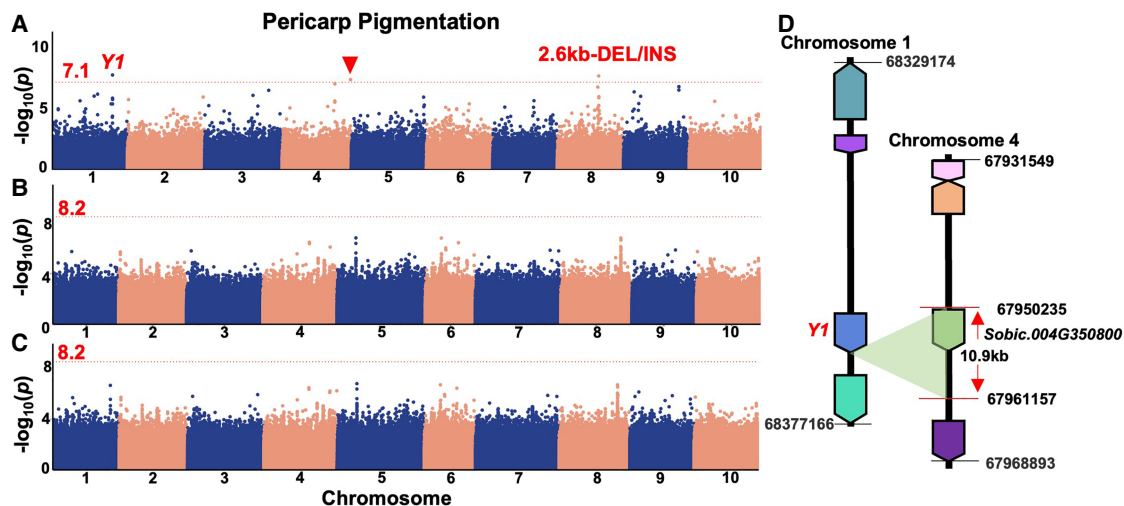 A
Pericarp Pigmentation
10
7.1
Y1
2.6kb-DEL/INS
5
-log10(p)
0
1 2 3 4 5 6 7 8 9 10
B
8.2
8
4
-log10(p)
0
1 2 3 4 5 6 7 8 9 10
C
8.2
8
4
-log10(p)
0
1 2 3 4 5 6 7 8 9 10
Chromosome
D
Chromosome 1
68329174
Chromosome 4
67931549
67950235
Y1
Sobic.004G350800
10.9kb
67961157
68377166
67968893